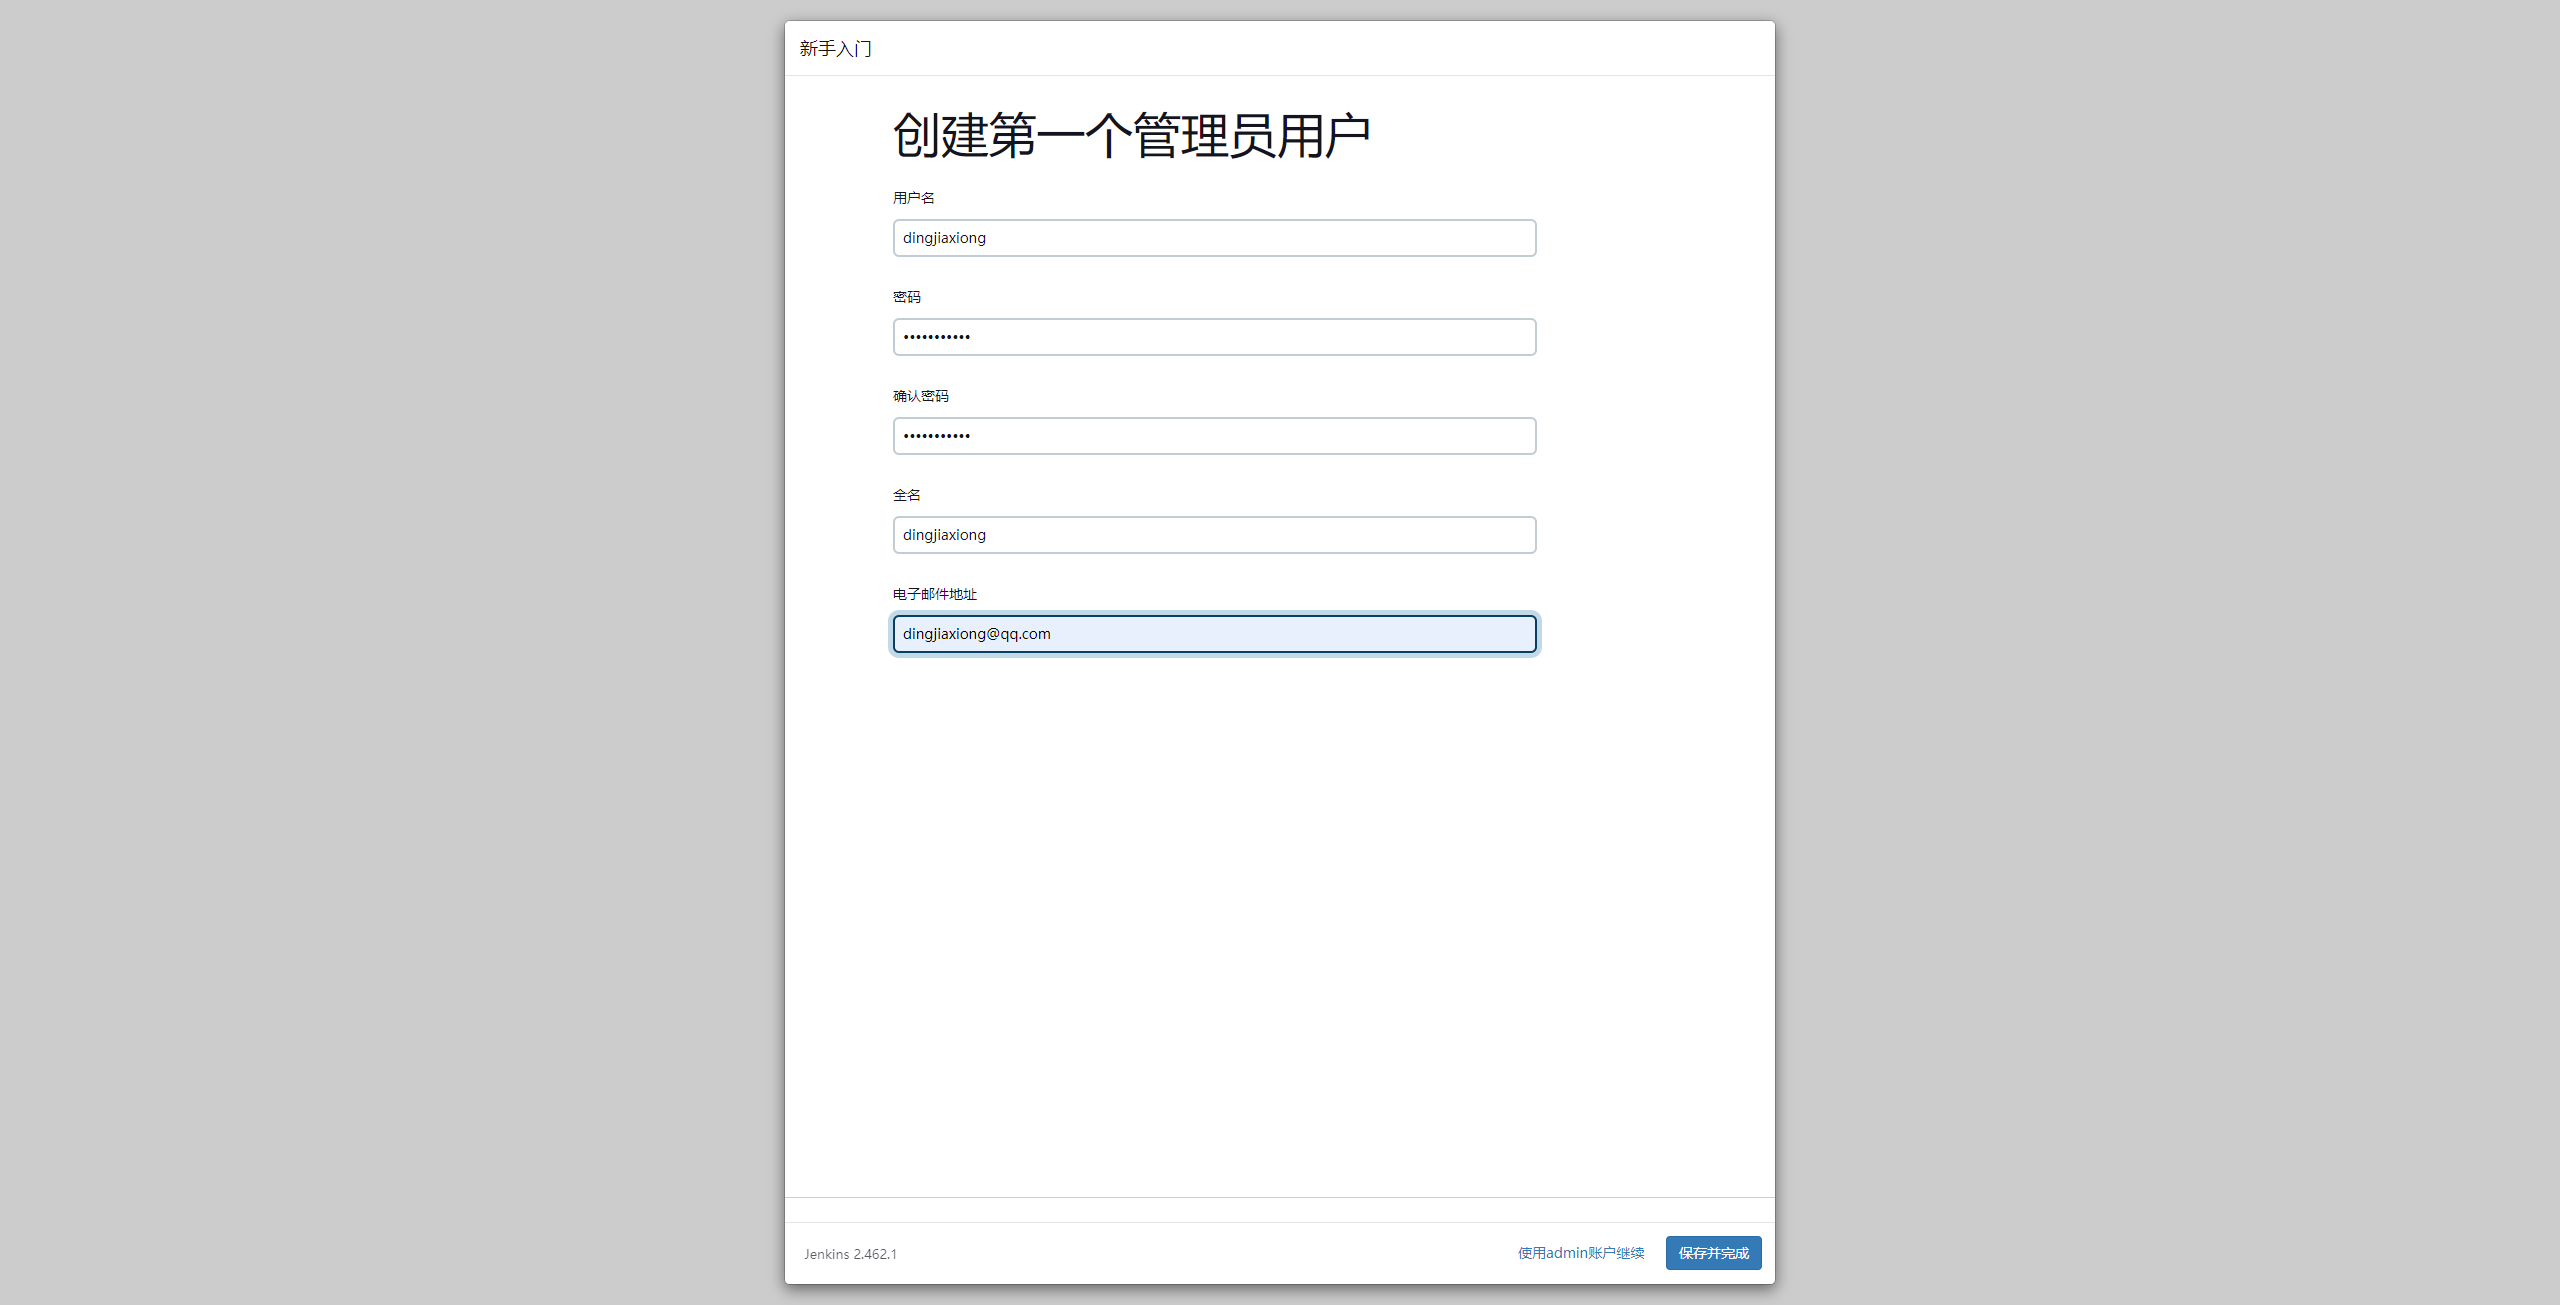 新手入门
创建第一个管理员用户
用户名
dingjiaxiong
密码
•••••••••••
确认密码
•••••••••••
全名
dingjiaxiong
电子邮件地址
dingjiaxiong@qq.com
Jenkins 2.462.1
使用admin账户继续
保存并完成